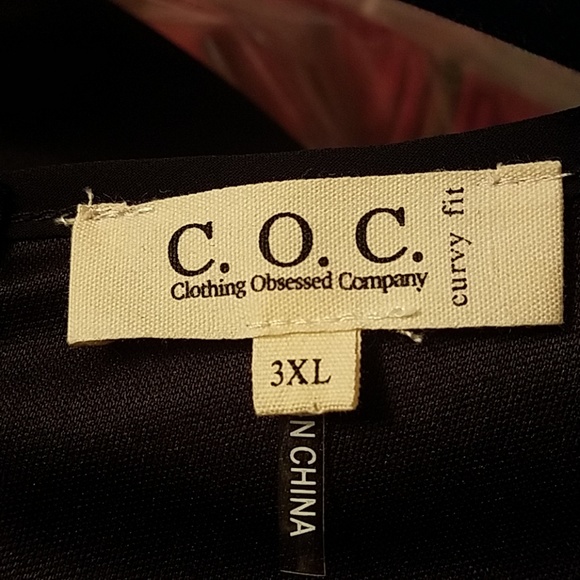 C. O. C.
Clothing Obsessed Company
curvy fit
3XL
N CHINA